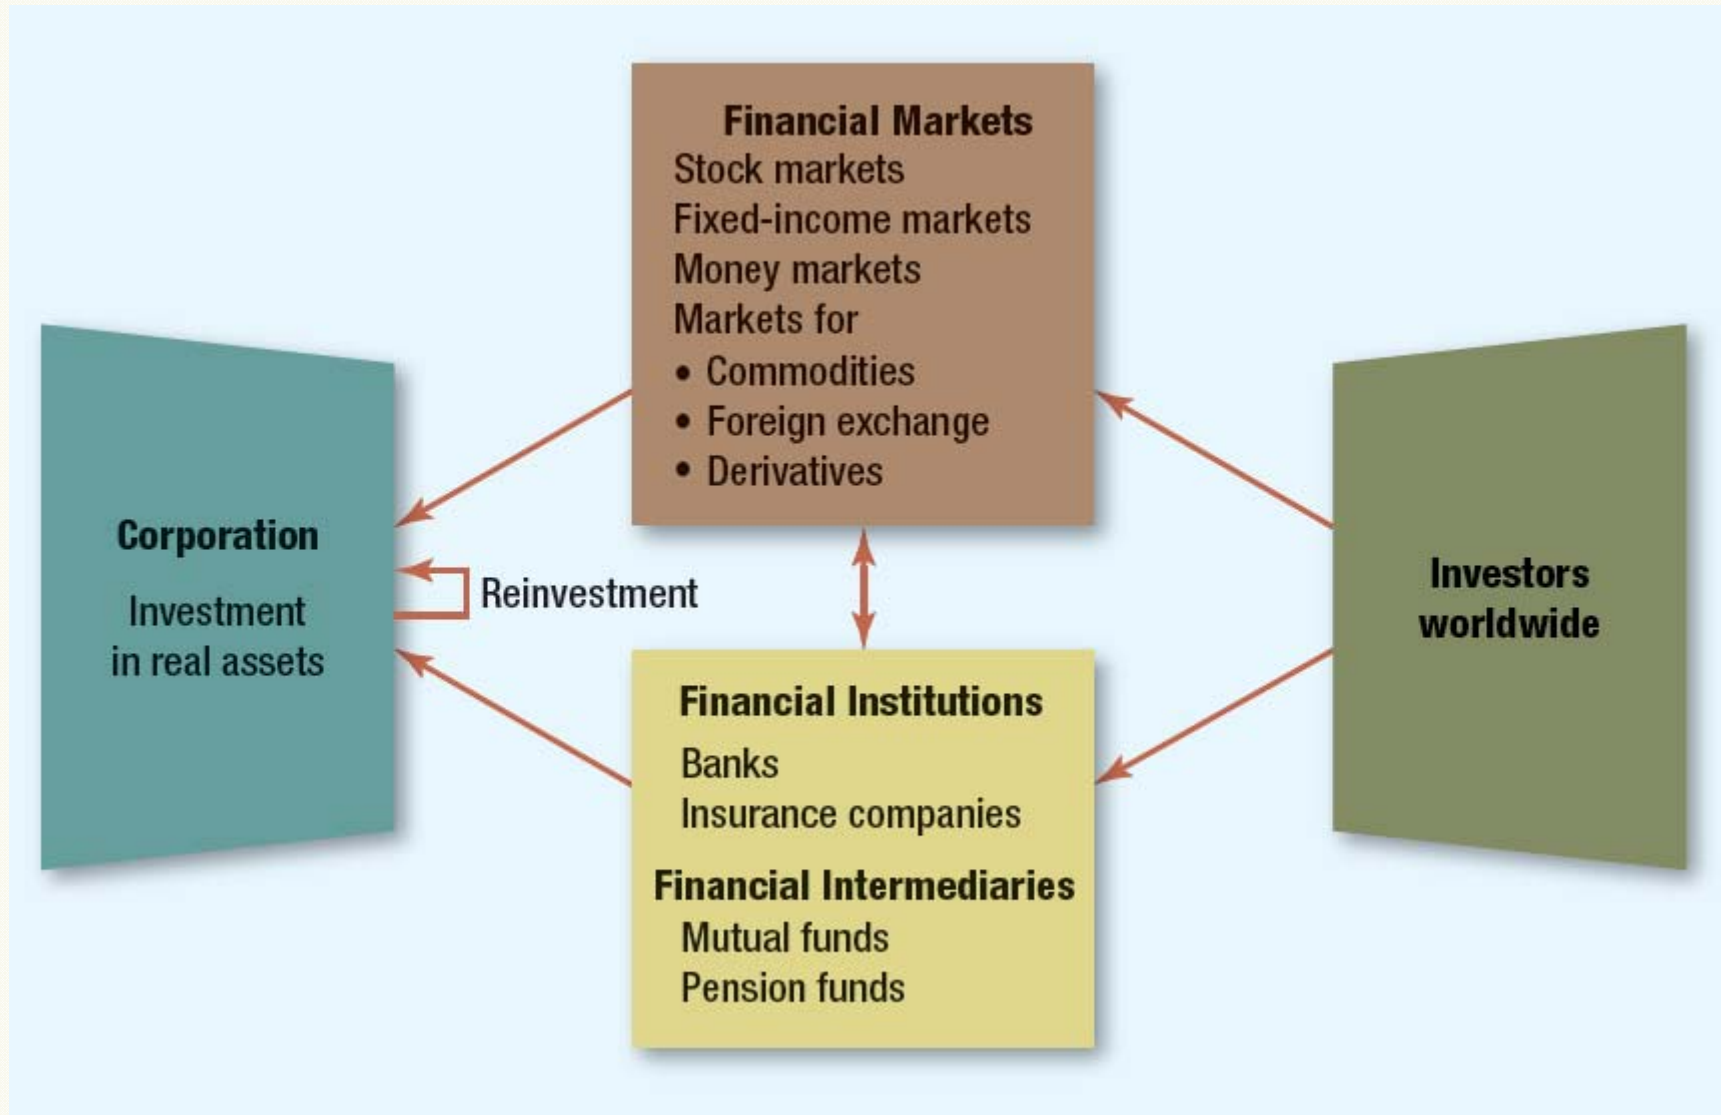 Financial Markets
Stock markets
Fixed-income markets
Money markets
Markets for
• Commodities
• Foreign exchange
• Derivatives
Corporation
Investment
in real assets
Reinvestment
Investors
worldwide
Financial Institutions
Banks
Insurance companies
Financial Intermediaries
Mutual funds
Pension funds